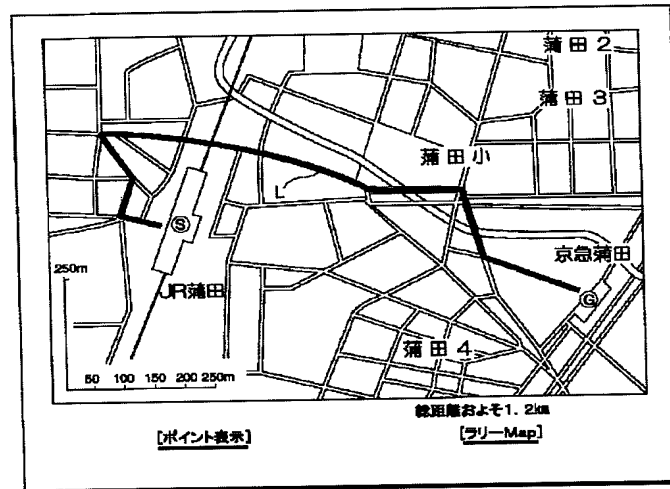 蒲田2
蒲田3
蒲田小
L
S
京急蒲田
250m
JR蒲田
G
蒲田4
50 100 150 200 250m
総距離およそ1.2km
[ポイント表示]
[ラリーMap]